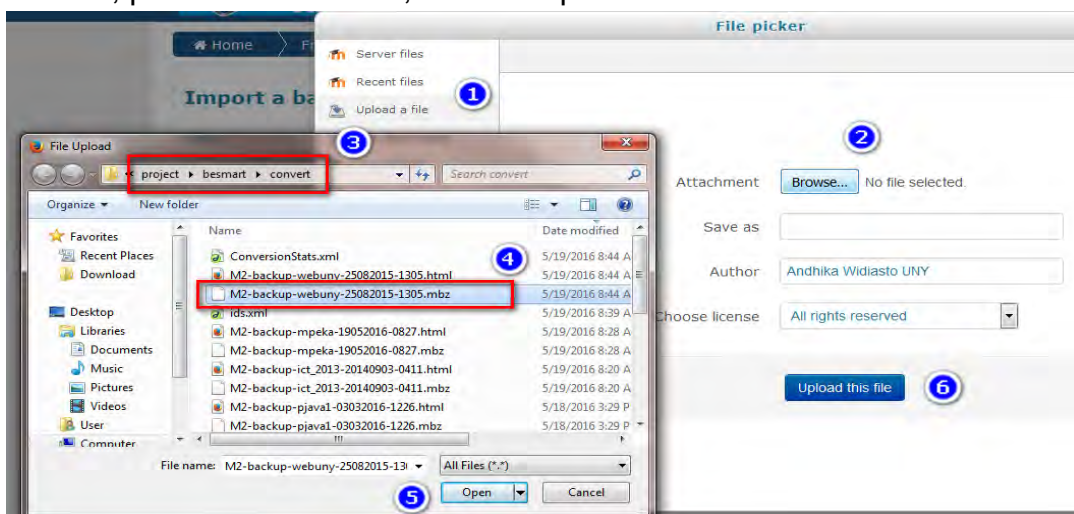 File picker
Home
Server files
Recent files
Import a ba
Upload a file
1
2
3
File Upload
project besmart convert
Search convert
Attachment Browse... No file selected.
Organize New folder
Save as
Name Date modified
Favorites
Recent Places
Download
ConversionStats.xml 5/19/2016 8:44 A
4
M2-backup-webuny-25082015-1305.html 5/19/2016 8:44 A
Author Andhika Widiasto UNY
M2-backup-webuny-25082015-1305.mbz 5/19/2016 8:44 A
Desktop
ids.xml 5/19/2016 8:39 A
Choose license All rights reserved
Libraries
M2-backup-mpeka-19052016-0827.html 5/19/2016 8:28 A
Documents
M2-backup-mpeka-19052016-0827.mbz 5/19/2016 8:28 A
Music
M2-backup-ict_2013-20140903-0411.html 5/19/2016 8:20 A
Pictures
M2-backup-ict_2013-20140903-0411.mbz 5/19/2016 8:20 A
Upload this file
6
Videos
M2-backup-pjava1-03032016-1226.html 5/18/2016 3:29 P
User
M2-backup-pjava1-03032016-1226.mbz 5/18/2016 3:29 P
Computer
File name: M2-backup-webuny-25082015-13 All Files (*.*)
5
Open Cancel